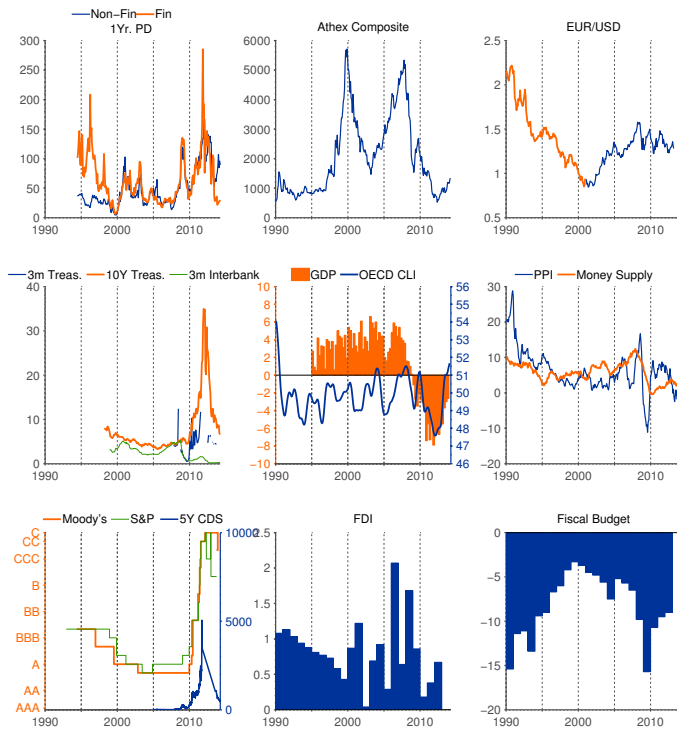 Non−Fin Fin
1Yr. PD
300
250
200
150
100
50
0
1990 2000 2010
Athex Composite
6000
5000
4000
3000
2000
1000
0
1990 2000 2010
EUR/USD
2.5
2
1.5
1
0.5
1990 2000 2010
3m Treas. 10Y Treas. 3m Interbank
40
30
20
10
0
1990 2000 2010
GDP OECD CLI
10 56
8 55
6 54
4 53
2 52
0 51
−2 50
−4 49
−6 48
−8 47
−10 46
1990 2000 2010
PPI Money Supply
30
20
10
0
−10
−20
1990 2000 2010
Moody's S&P 5Y CDS
C 10000
CC
CCC
B
BB 5000
BBB
A
AA
AAA 0
1990 2000 2010
FDI
2.5
2
1.5
1
0.5
0
1990 2000 2010
Fiscal Budget
0
−5
−10
−15
−20
1990 2000 2010